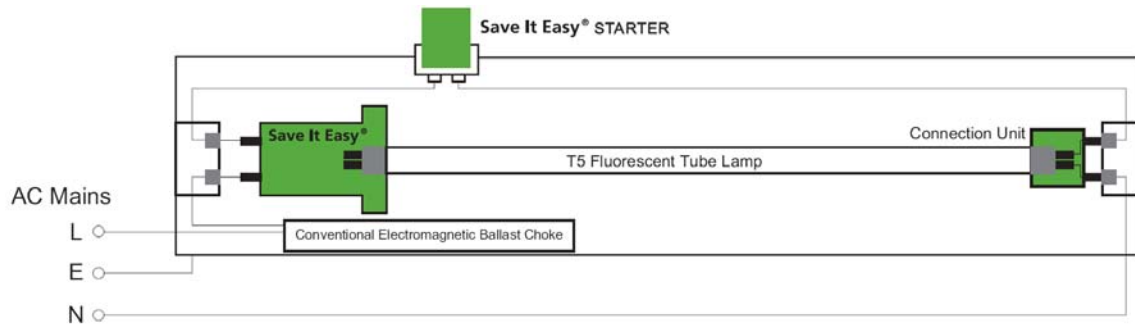 Save It Easy® STARTER
Save It Easy®
Connection Unit
T5 Fluorescent Tube Lamp
AC Mains
L
Conventional Electromagnetic Ballast Choke
E
N